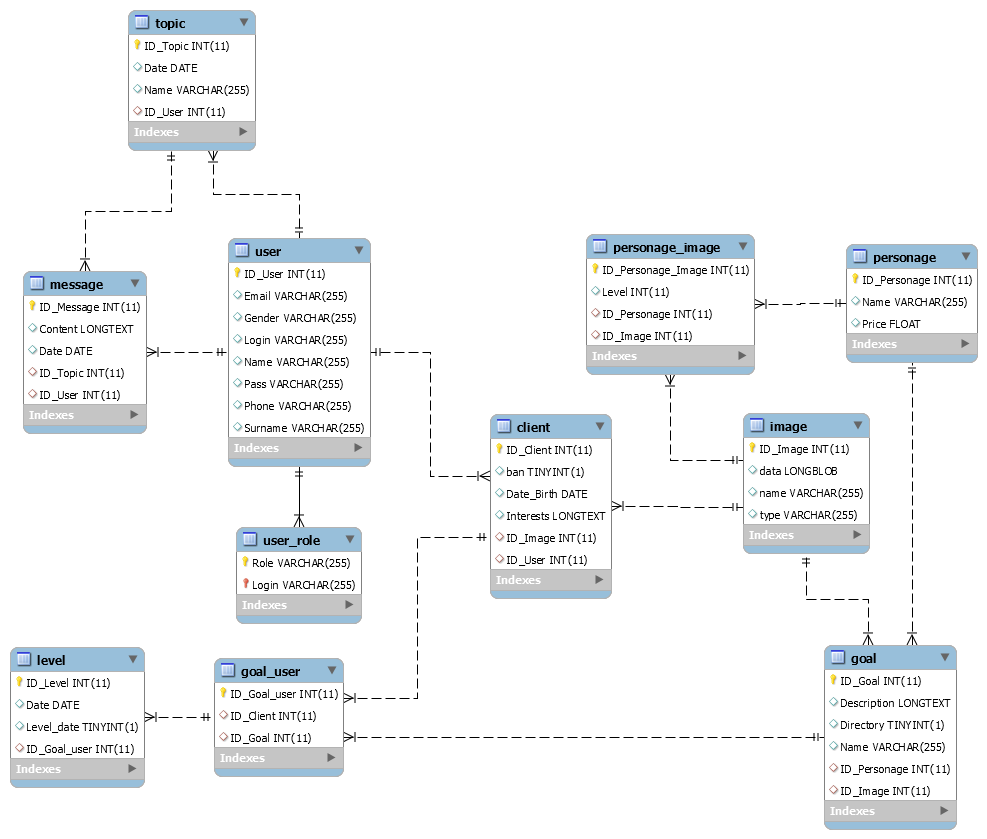 topic
ID_Topic INT(11)
Date DATE
Name VARCHAR(255)
ID_User INT(11)
Indexes
user
ID_User INT(11)
Email VARCHAR(255)
Gender VARCHAR(255)
Login VARCHAR(255)
Name VARCHAR(255)
Pass VARCHAR(255)
Phone VARCHAR(255)
Surname VARCHAR(255)
Indexes
message
ID_Message INT(11)
Content LONGTEXT
Date DATE
ID_Topic INT(11)
ID_User INT(11)
Indexes
personage_image
ID_Personage_Image INT(11)
Level INT(11)
ID_Personage INT(11)
ID_Image INT(11)
Indexes
personage
ID_Personage INT(11)
Name VARCHAR(255)
Price FLOAT
Indexes
client
ID_Client INT(11)
ban TINYINT(1)
Date_Birth DATE
Interests LONGTEXT
ID_Image INT(11)
ID_User INT(11)
Indexes
image
ID_Image INT(11)
data LONGBLOB
name VARCHAR(255)
type VARCHAR(255)
Indexes
user_role
Role VARCHAR(255)
Login VARCHAR(255)
Indexes
level
ID_Level INT(11)
Date DATE
Level_date TINYINT(1)
ID_Goal_user INT(11)
Indexes
goal_user
ID_Goal_user INT(11)
ID_Client INT(11)
ID_Goal INT(11)
Indexes
goal
ID_Goal INT(11)
Description LONGTEXT
Directory TINYINT(1)
Name VARCHAR(255)
ID_Personage INT(11)
ID_Image INT(11)
Indexes